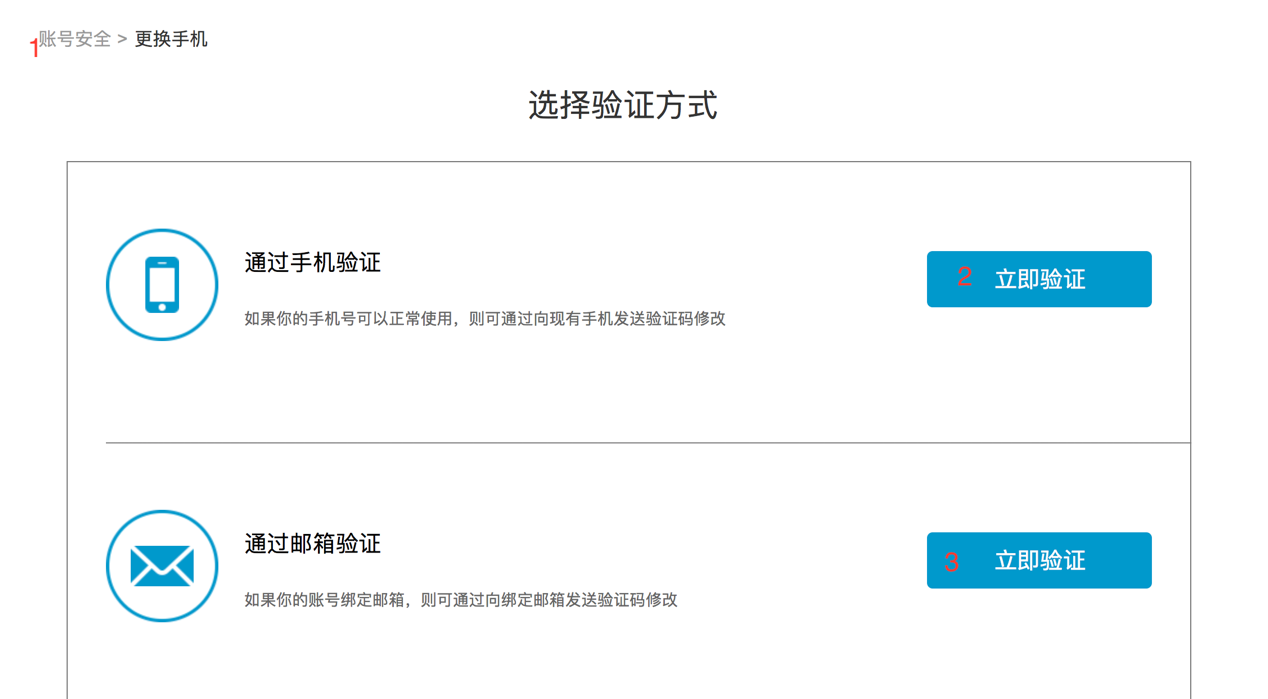 1账号安全 > 更换手机
选择验证方式
通过手机验证
2 立即验证
如果你的手机号可以正常使用，则可通过向现有手机发送验证码修改
通过邮箱验证
3 立即验证
如果你的账号绑定邮箱，则可通过向绑定邮箱发送验证码修改